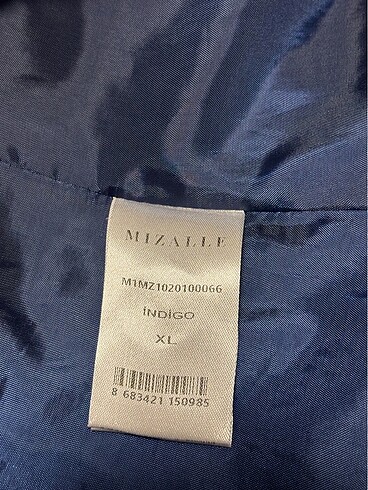 MIZALLE
M1MZ1020100066
İNDİGO
XL
8 683421 150985